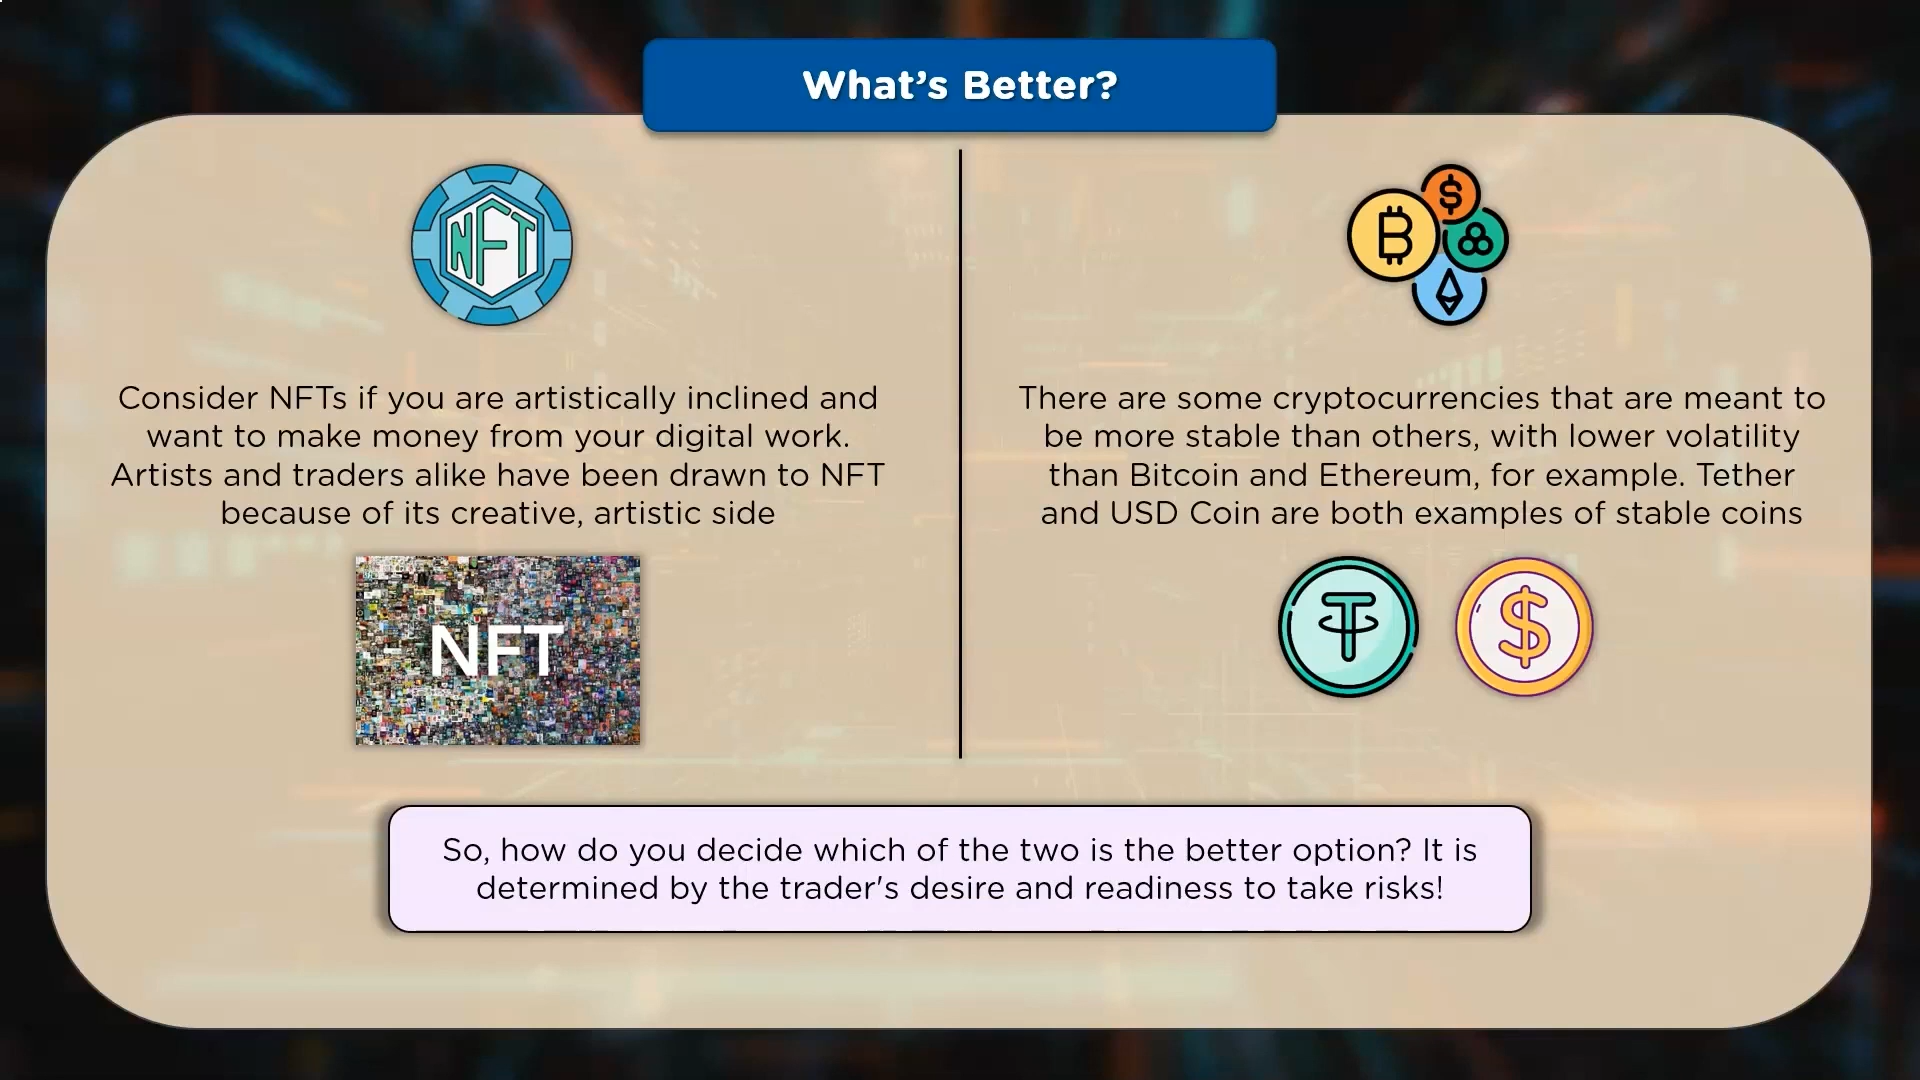 What's Better?
NFT
Consider NFTs if you are artistically inclined and
want to make money from your digital work.
Artists and traders alike have been drawn to NFT
because of its creative, artistic side
NFT
There are some cryptocurrencies that are meant to
be more stable than others, with lower volatility
than Bitcoin and Ethereum, for example. Tether
and USD Coin are both examples of stable coins
So, how do you decide which of the two is the better option? It is
determined by the trader's desire and readiness to take risks!